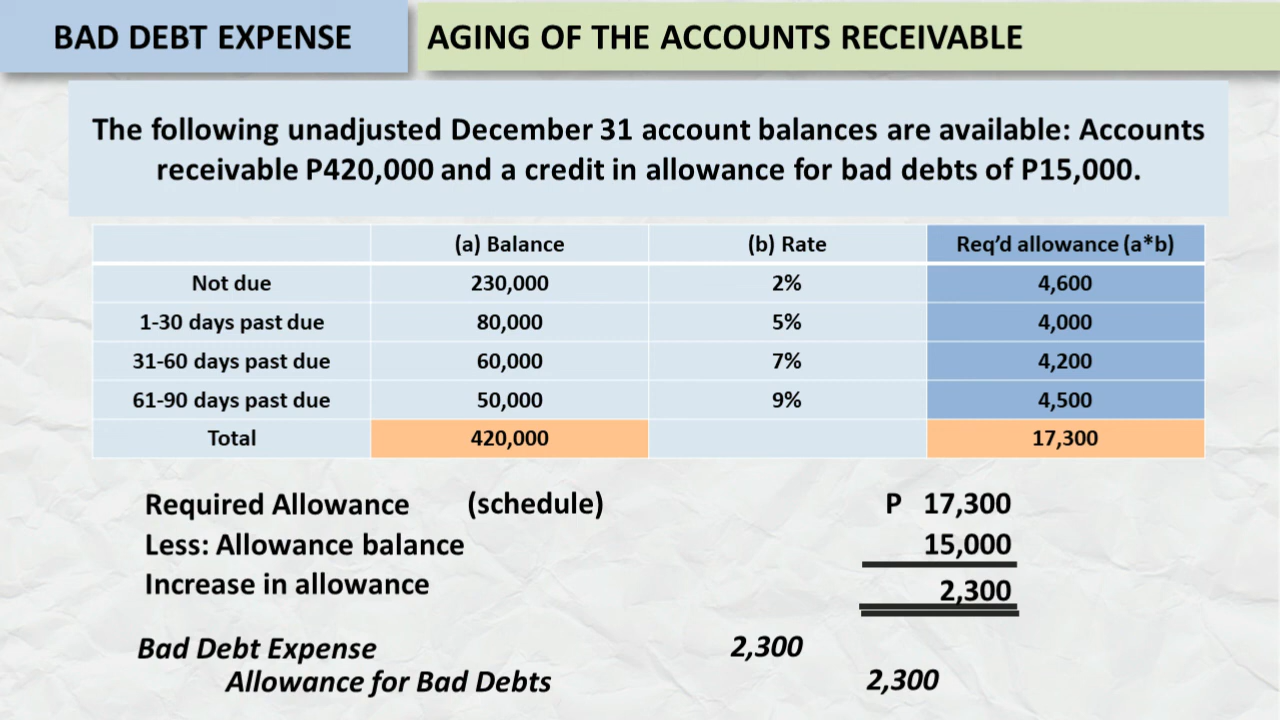 BAD DEBT EXPENSE
AGING OF THE ACCOUNTS RECEIVABLE
The following unadjusted December 31 account balances are available: Accounts
receivable P420,000 and a credit in allowance for bad debts of P15,000.
(a) Balance (b) Rate Req’d allowance (a*b)
Not due 230,000 2% 4,600
1-30 days past due 80,000 5% 4,000
31-60 days past due 60,000 7% 4,200
61-90 days past due 50,000 9% 4,500
Total 420,000 17,300
Required Allowance (schedule) P 17,300
Less: Allowance balance 15,000
Increase in allowance 2,300
Bad Debt Expense 2,300
Allowance for Bad Debts 2,300